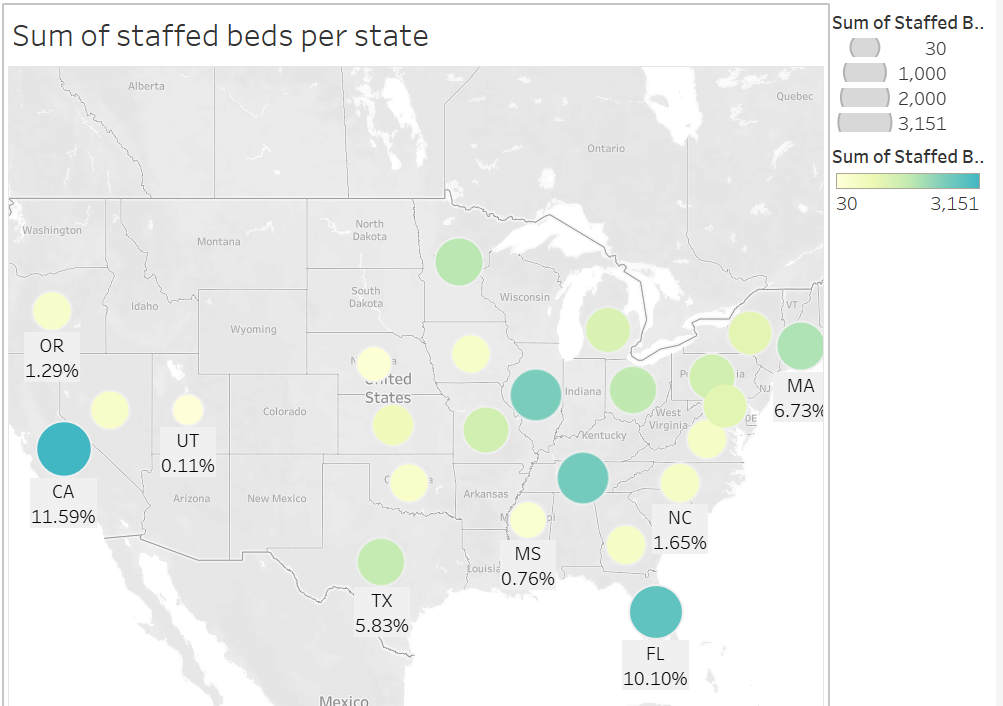 Sum of staffed beds per state
Sum of Staffed B..
30
1,000
2,000
3,151
Sum of Staffed B..
30 3,151
Alberta
Quebec
Ontario
Washington
North
Dakota
Montana
South
Dakota
Wisconsin
VT
Idaho
Wyoming
OR
1.29%
United
States
Indiana
NJ
MA
6.73%
Colorado
West
Virginia
DE
UT
0.11%
Kentucky
CA
11.59%
Arizona
New Mexico
Arkansas
NC
1.65%
MS
0.76%
TX
5.83%
FL
10.10%
Mexico